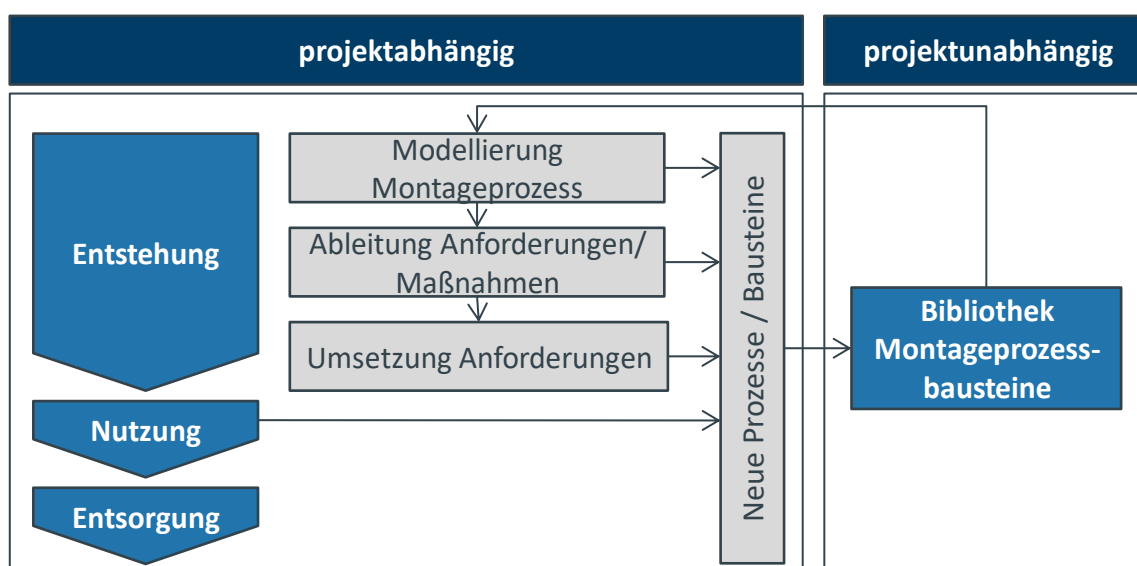 projektabhängig
projektunabhängig
Entstehung
Modellierung
Montageprozess
Ableitung Anforderungen/
Maßnahmen
Umsetzung Anforderungen
Nutzung
Entsorgung
Neue Prozesse / Bausteine
Bibliothek
Montageprozess-
bausteine